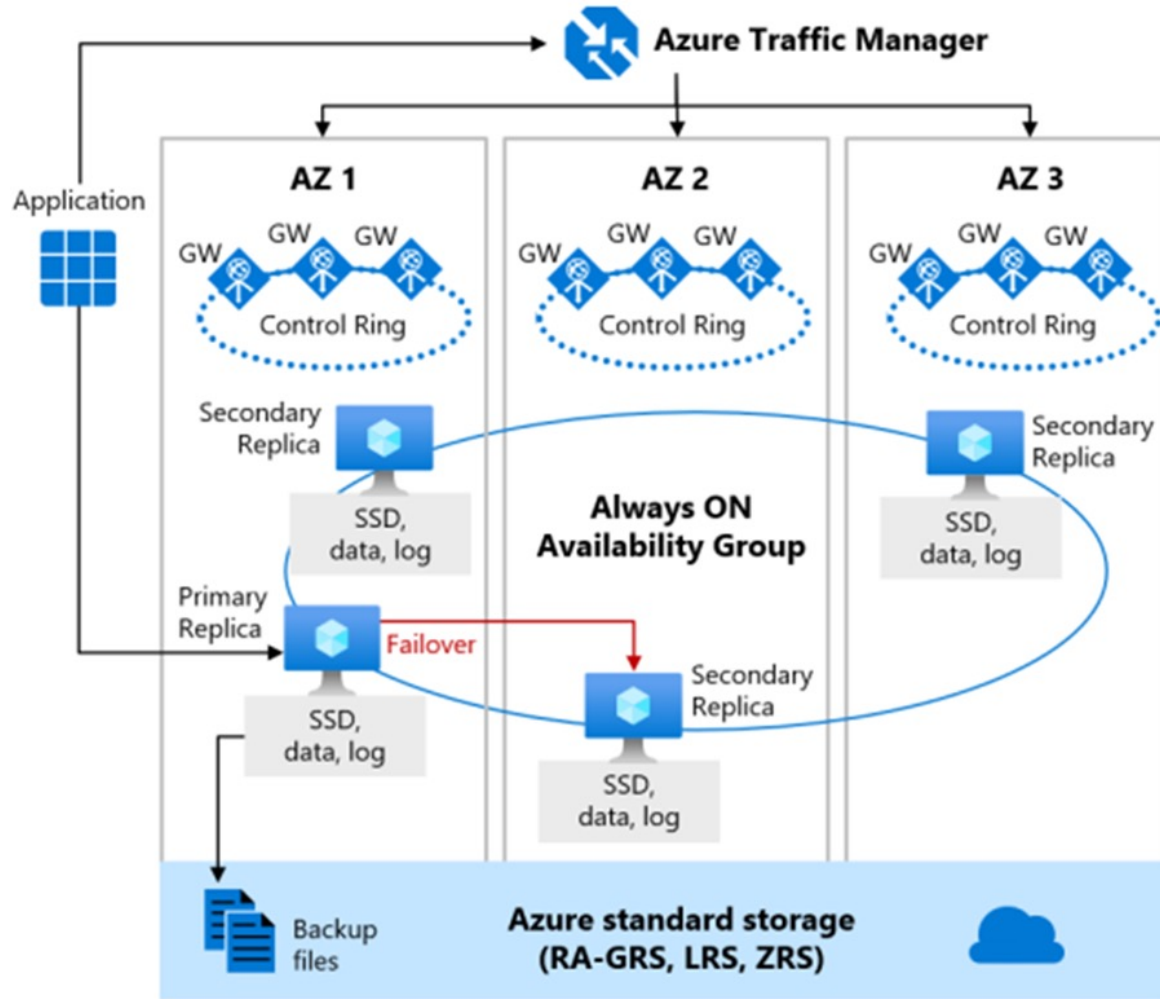 Azure Traffic Manager
Application
AZ 1
AZ 2
AZ 3
GW
GW
GW
Control Ring
GW
GW
GW
Control Ring
GW
GW
GW
Control Ring
Secondary
Replica
SSD,
data, log
Always ON
Availability Group
Secondary
Replica
SSD,
data, log
Primary
Replica
Failover
SSD,
data, log
Secondary
Replica
SSD,
data, log
Backup
files
Azure standard storage
(RA-GRS, LRS, ZRS)